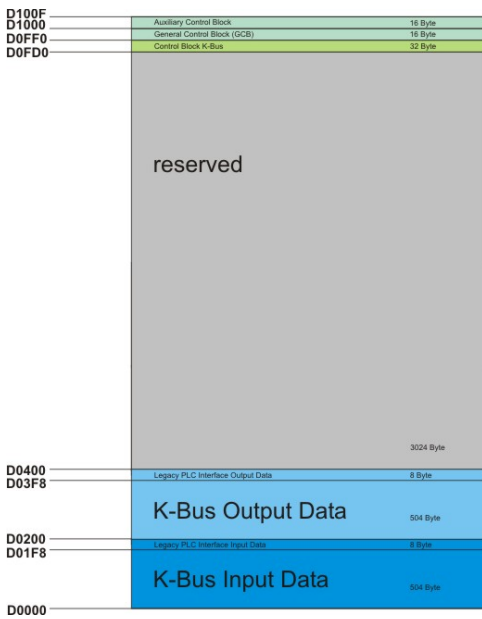 D100F
D1000 Auxiliary Control Block 16 Byte
D0FF0 General Control Block (GCB) 16 Byte
D0FD0 Control Block K-Bus 32 Byte
reserved
3024 Byte
D0400
D03F8 Legacy PLC Interface Output Data 8 Byte
K-Bus Output Data 504 Byte
D0200
D01F8 Legacy PLC Interface Input Data 8 Byte
K-Bus Input Data 504 Byte
D0000